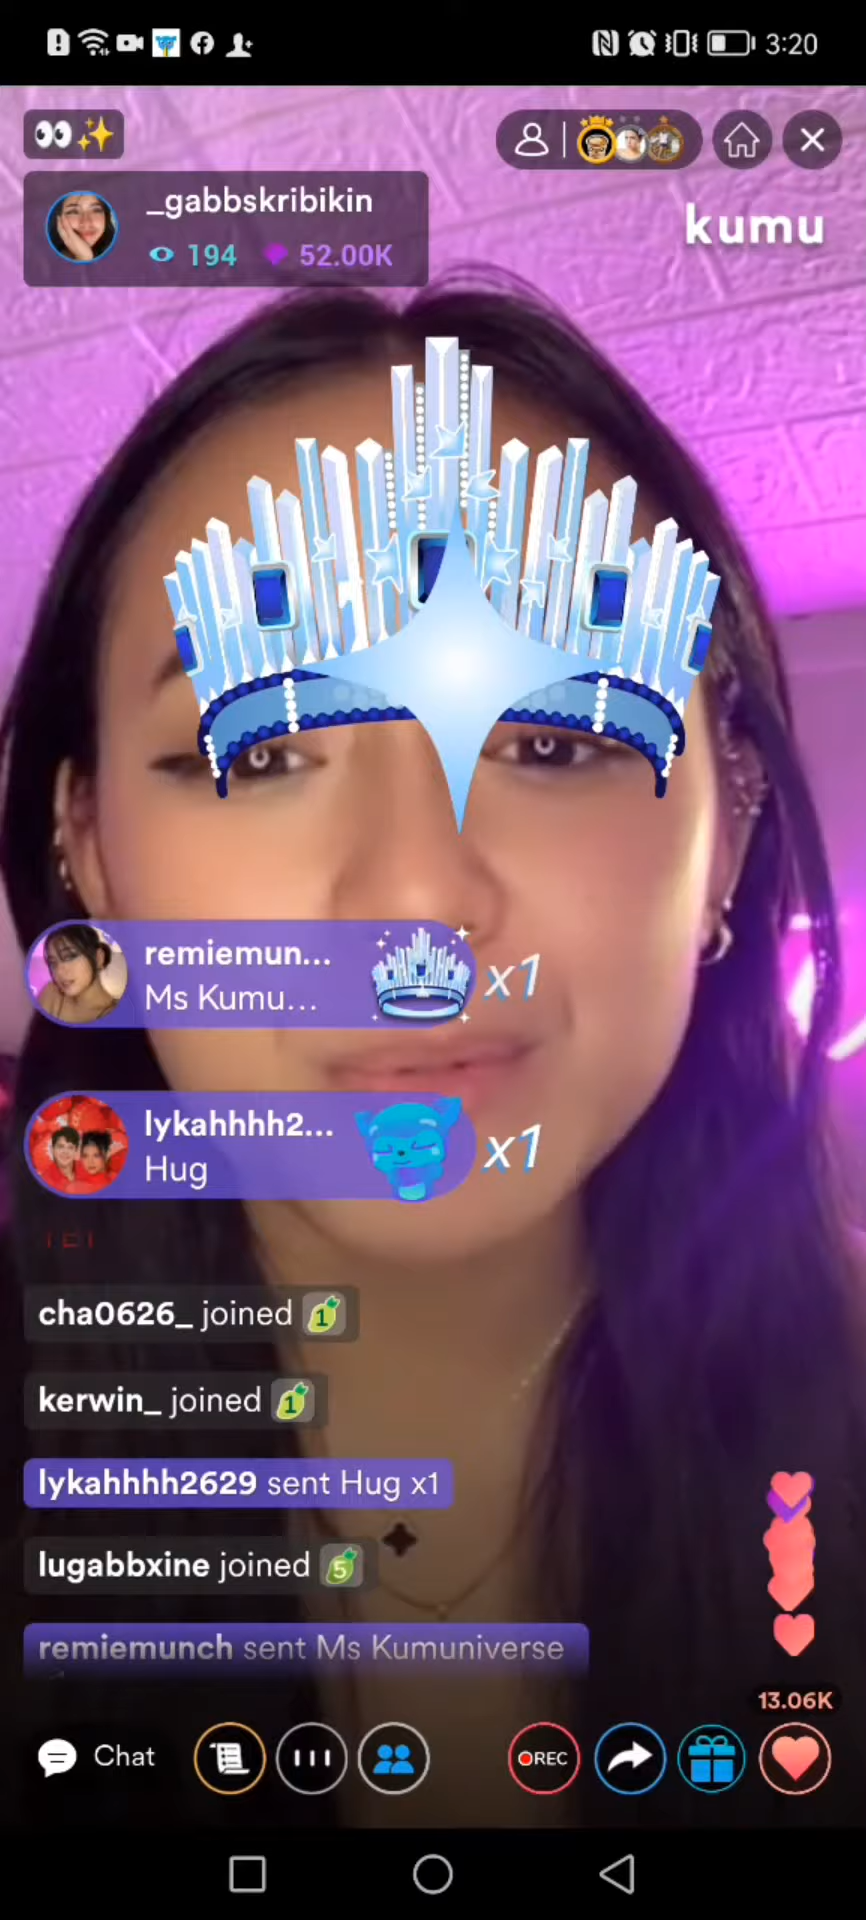 3:20
👀✨
_gabbskribikin
194 52.00K
kumu
remiemun...
Ms Kumu...
x1
lykahhhh2...
Hug
x1
cha0626_ joined 1
kerwin_ joined 1
lykahhhh2629 sent Hug x1
lugabbxine joined 5
remiemunch sent Ms Kumuniverse
13.06K
Chat
REC